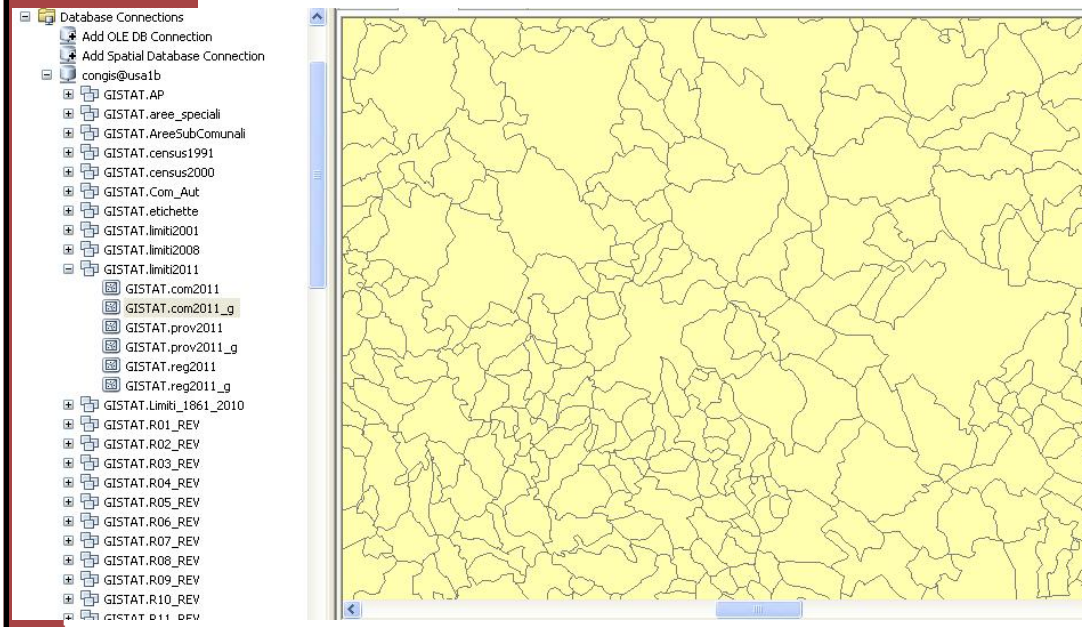 Database Connections
Add OLE DB Connection
Add Spatial Database Connection
congis@usa1b
GISTAT.AP
GISTAT.aree_speciali
GISTAT.AreeSubComunali
GISTAT.census1991
GISTAT.census2000
GISTAT.Com_Aut
GISTAT.etichette
GISTAT.limiti2001
GISTAT.limiti2008
GISTAT.limiti2011
GISTAT.com2011
GISTAT.com2011_g
GISTAT.prov2011
GISTAT.prov2011_g
GISTAT.reg2011
GISTAT.reg2011_g
GISTAT.Limiti_1861_2010
GISTAT.R01_REV
GISTAT.R02_REV
GISTAT.R03_REV
GISTAT.R04_REV
GISTAT.R05_REV
GISTAT.R06_REV
GISTAT.R07_REV
GISTAT.R08_REV
GISTAT.R09_REV
GISTAT.R10_REV
GISTAT.R11_REV